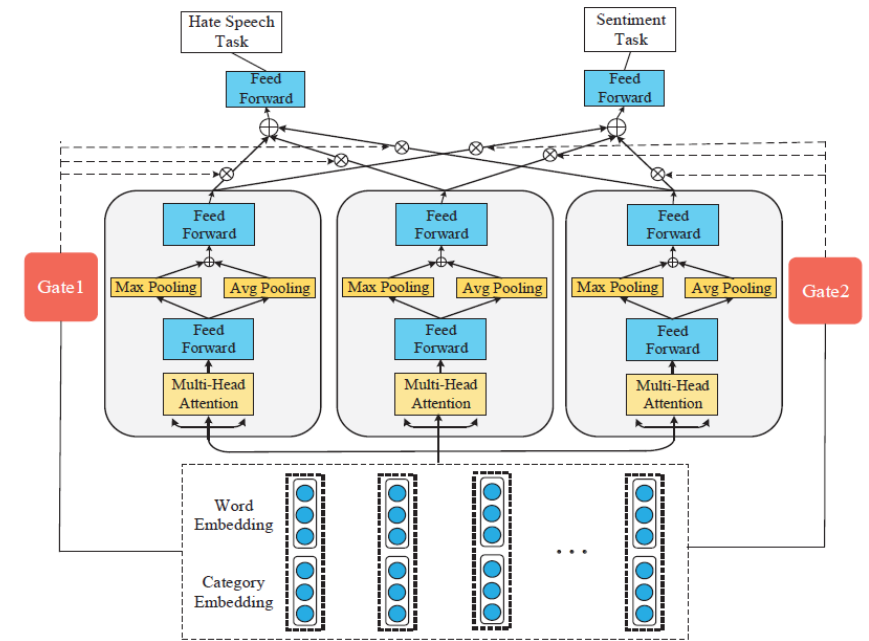 Hate Speech
Task
Sentiment
Task
Feed
Forward
Feed
Forward
Feed
Forward
Feed
Forward
Feed
Forward
Gate1
Max Pooling
Avg Pooling
Max Pooling
Avg Pooling
Max Pooling
Avg Pooling
Gate2
Feed
Forward
Feed
Forward
Feed
Forward
Multi-Head
Attention
Multi-Head
Attention
Multi-Head
Attention
Word
Embedding
...
Category
Embedding